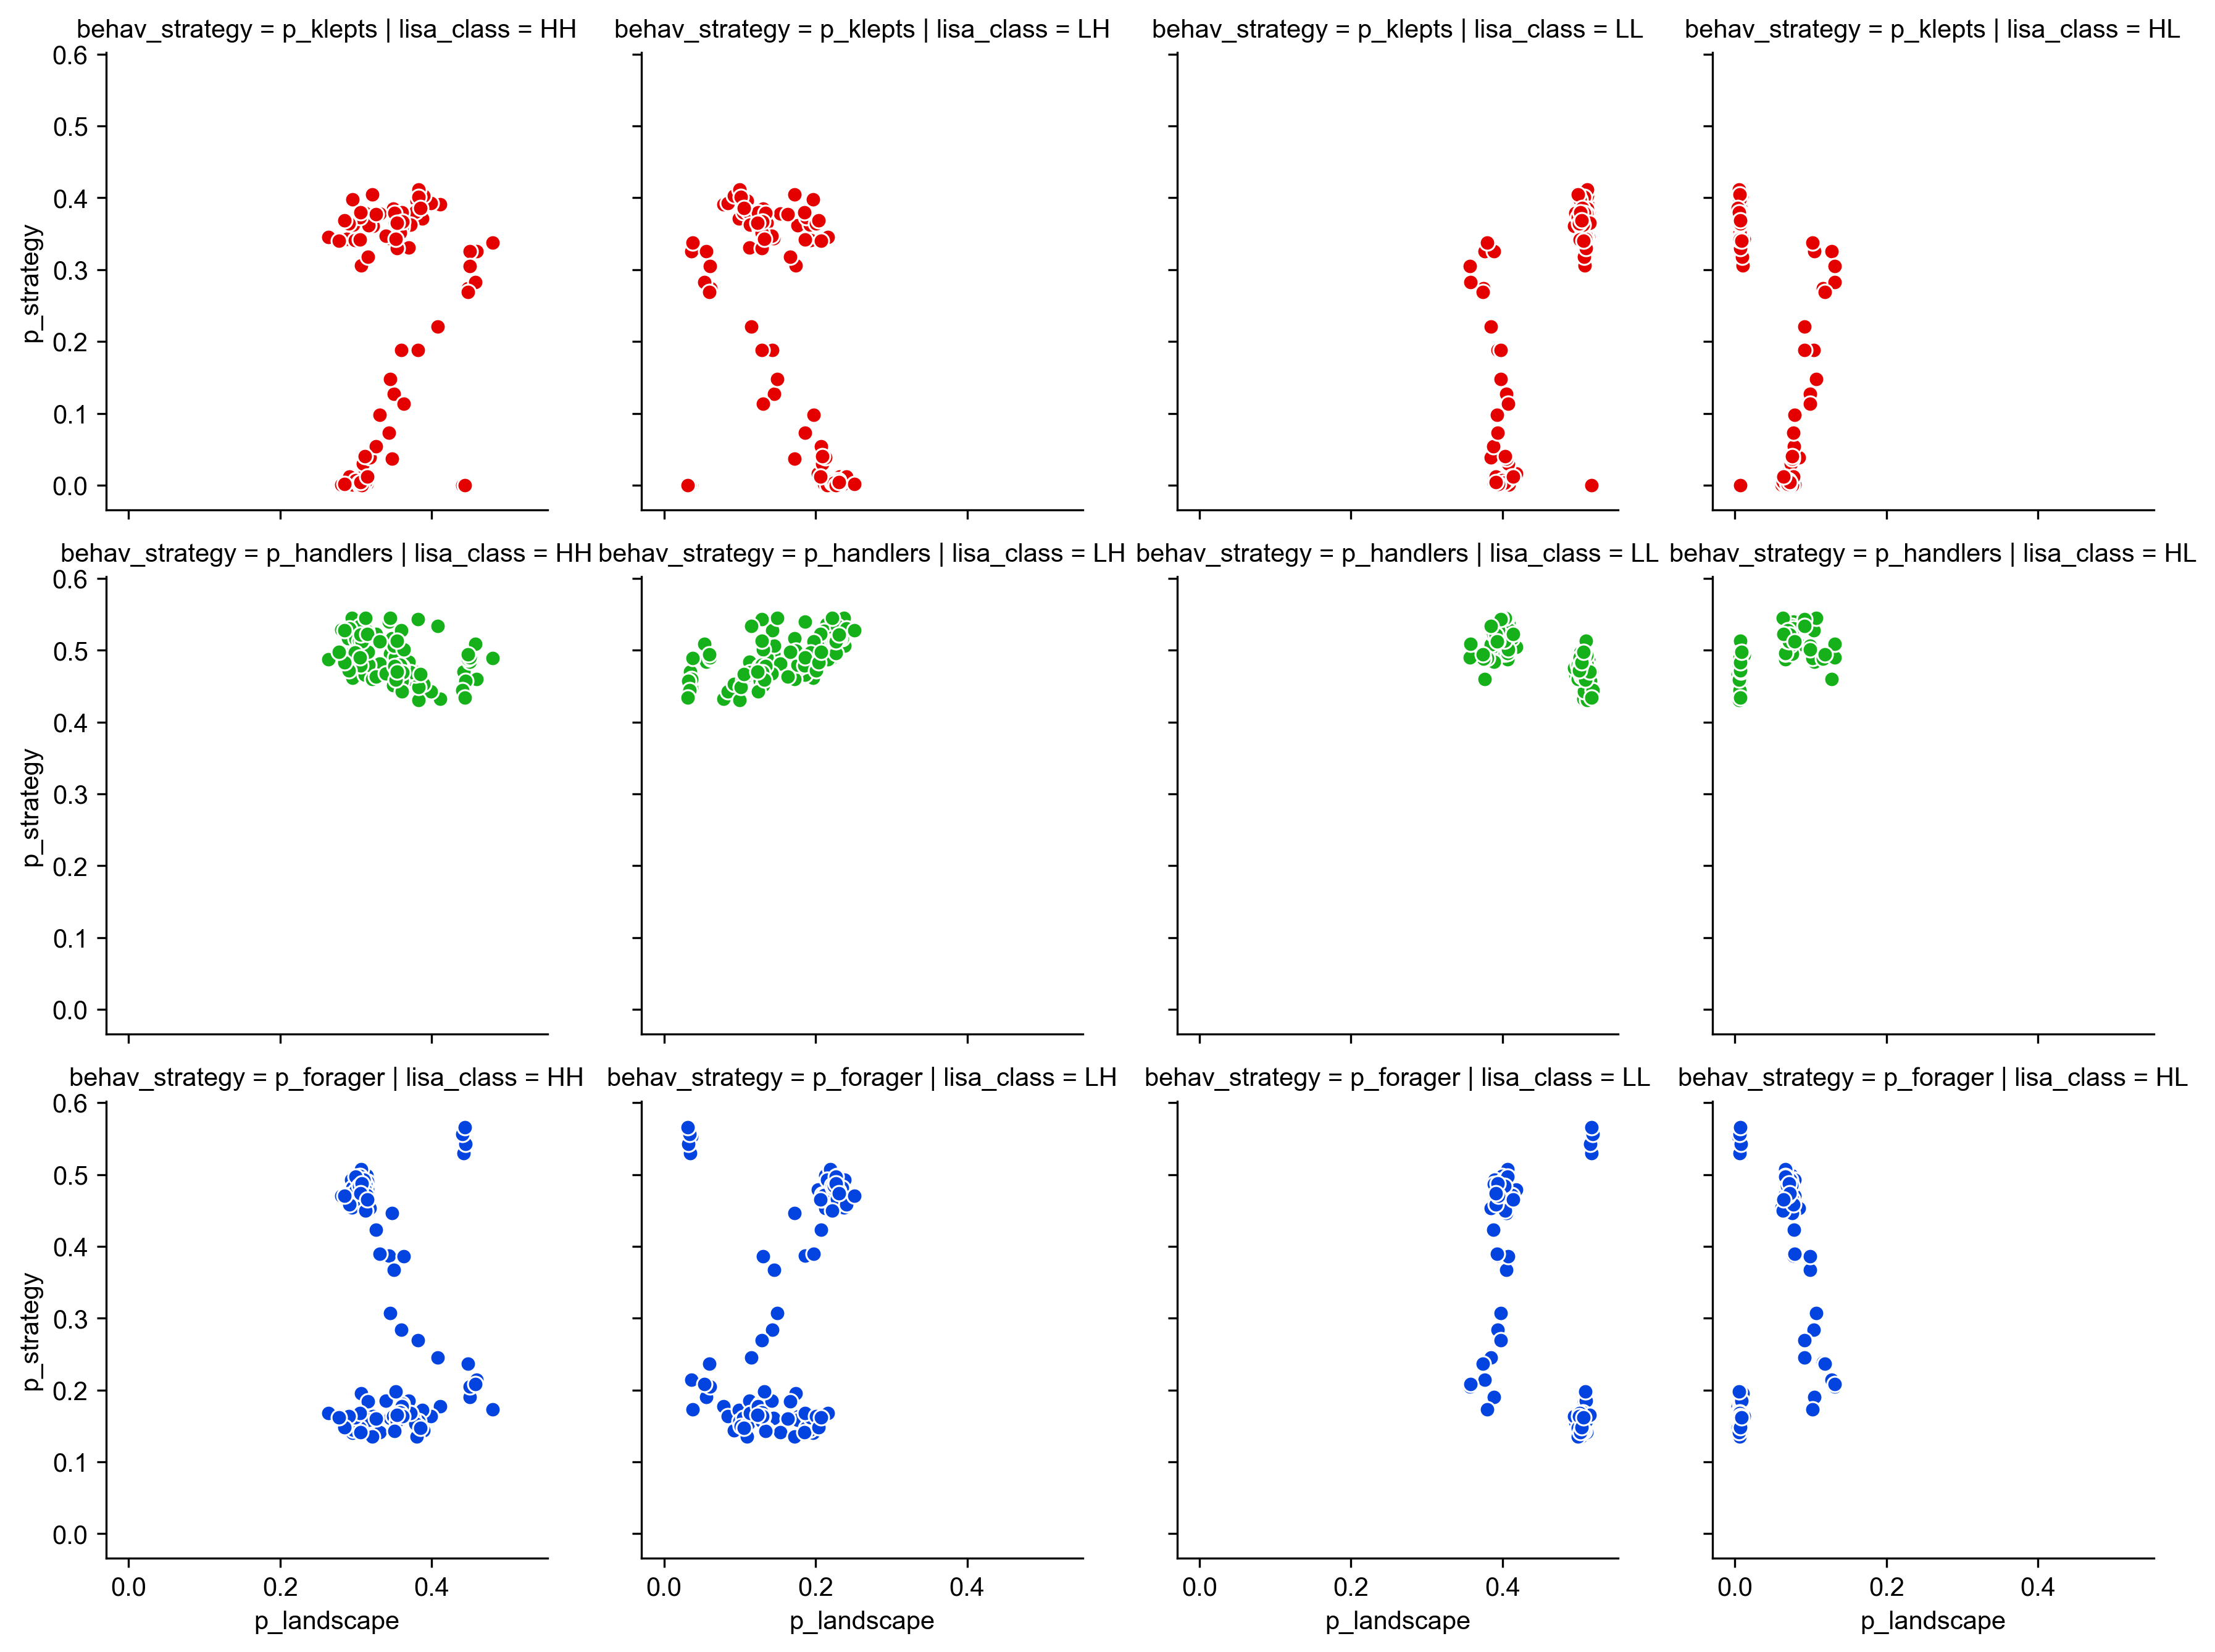 behav_strategy = p_klepts | lisa_class = HH
behav_strategy = p_klepts | lisa_class = LH
behav_strategy = p_klepts | lisa_class = LL
behav_strategy = p_klepts | lisa_class = HL
0.6
0.5
0.4
0.3
0.2
0.1
0.0
p_strategy
behav_strategy = p_handlers | lisa_class = HH
behav_strategy = p_handlers | lisa_class = LH
behav_strategy = p_handlers | lisa_class = LL
behav_strategy = p_handlers | lisa_class = HL
0.6
0.5
0.4
0.3
0.2
0.1
0.0
p_strategy
behav_strategy = p_forager | lisa_class = HH
behav_strategy = p_forager | lisa_class = LH
behav_strategy = p_forager | lisa_class = LL
behav_strategy = p_forager | lisa_class = HL
0.6
0.5
0.4
0.3
0.2
0.1
0.0
p_strategy
0.0 0.2 0.4
0.0 0.2 0.4
0.0 0.2 0.4
0.0 0.2 0.4
p_landscape
p_landscape
p_landscape
p_landscape